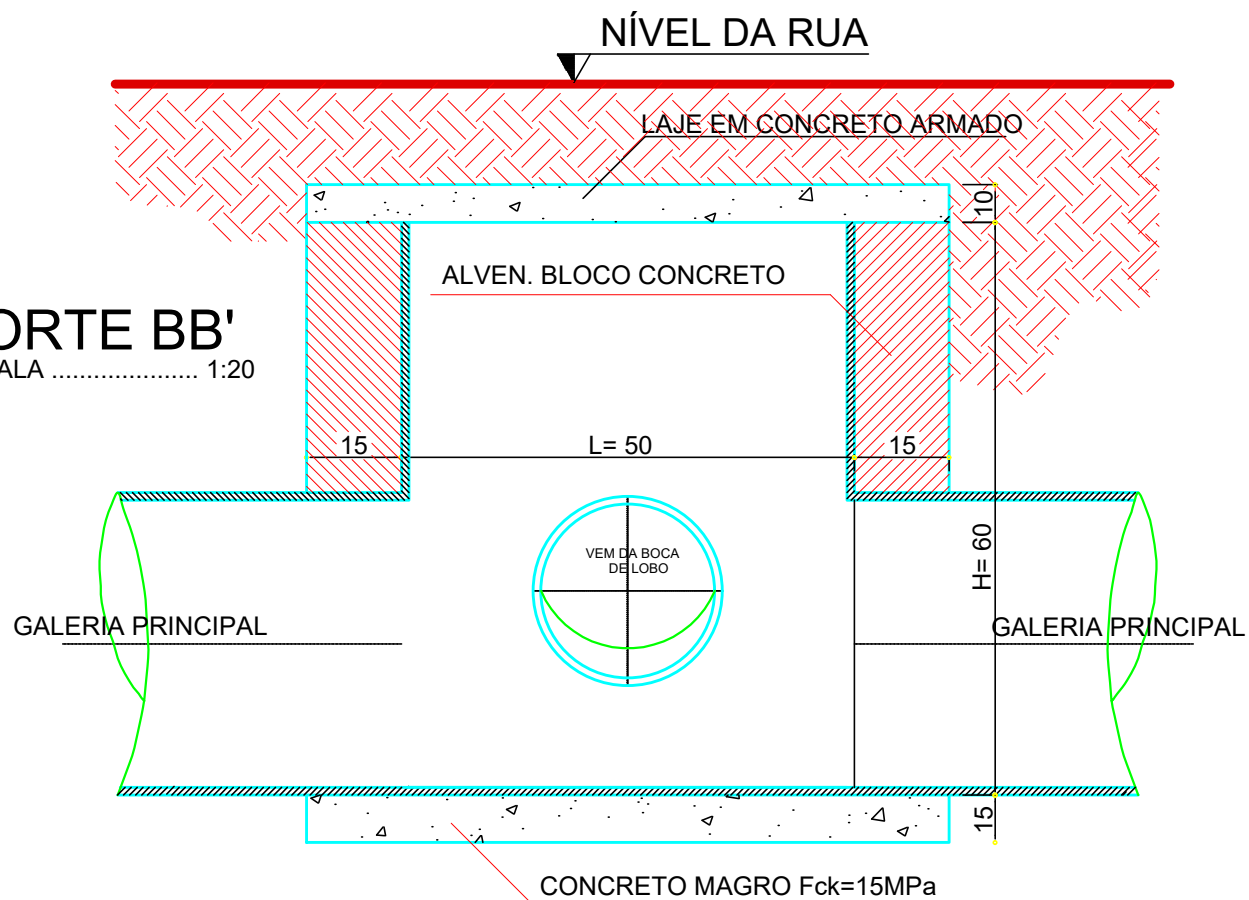 NÍVEL DA RUA
LAJE EM CONCRETO ARMADO
10
ALVEN. BLOCO CONCRETO
ORTE BB'
ALA ..................... 1:20
15
L= 50
15
VEM DA BOCA
DE LOBO
H= 60
GALERIA PRINCIPAL
GALERIA PRINCIPAL
15
CONCRETO MAGRO Fck=15MPa